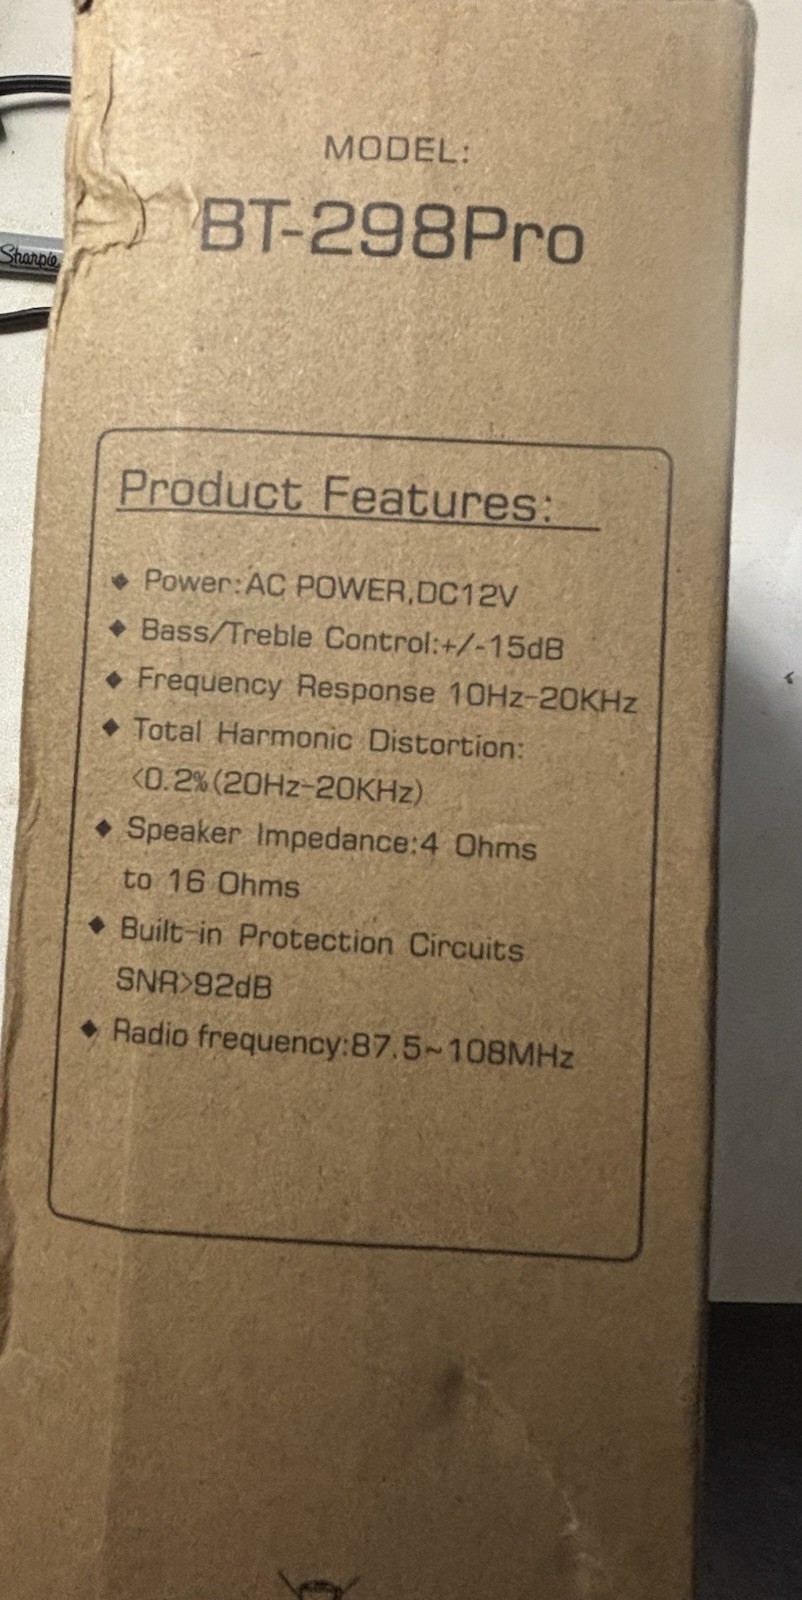 MODEL:
BT-298Pro
Sharpie
Product Features:
◆ Power:AC POWER,DC12V
◆ Bass/Treble Control:+/-15dB
◆ Frequency Response 10Hz-20KHz
◆ Total Harmonic Distortion:
<0.2%(20Hz-20KHz)
◆ Speaker Impedance:4 Ohms
to 16 Ohms
◆ Built-in Protection Circuits
SNR>92dB
◆ Radio frequency:87.5~108MHz